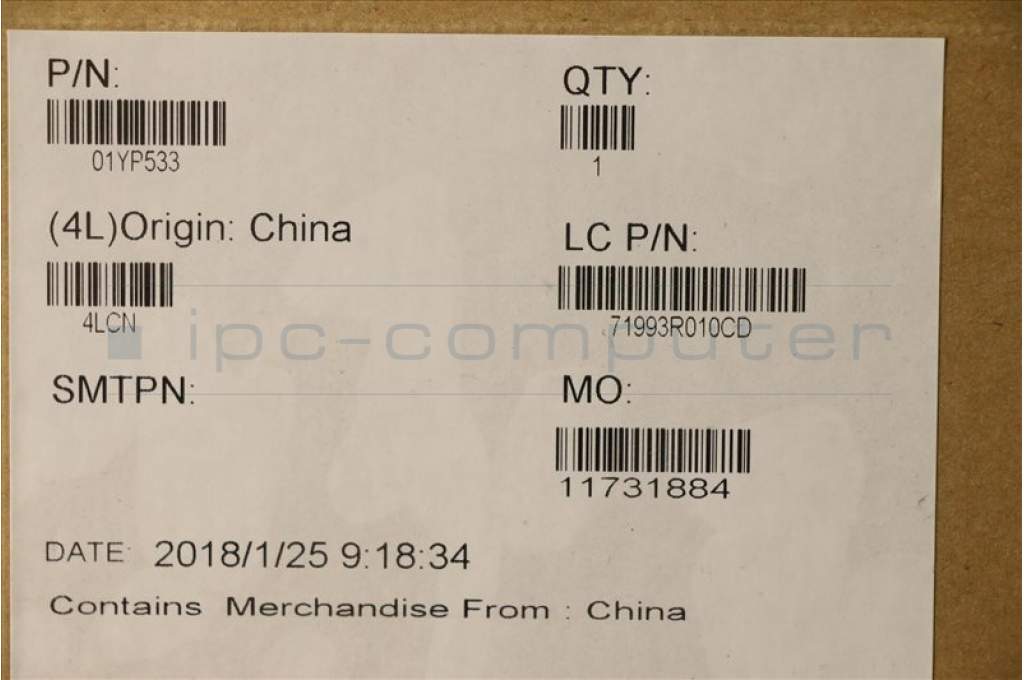 P/N:
01YP533
QTY:
1
(4L)Origin: China
4LCN
LC P/N:
71993R010CD
ipc-computer
SMTPN:
MO:
11731884
DATE: 2018/1/25 9:18:34
Contains Merchandise From : China